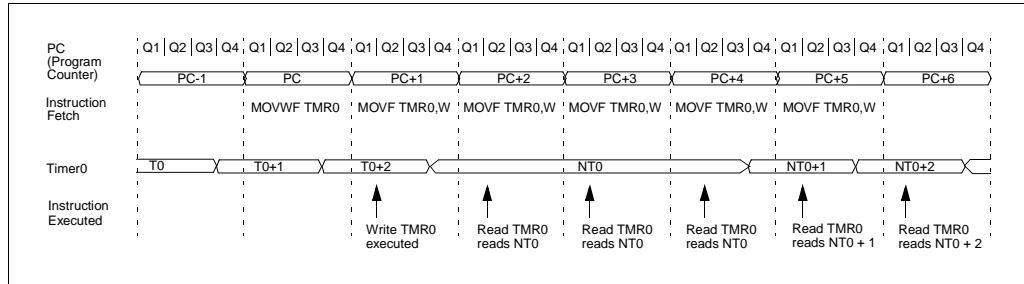 PC
(Program
Counter)
Q1 Q2 Q3 Q4 Q1 Q2 Q3 Q4 Q1 Q2 Q3 Q4 Q1 Q2 Q3 Q4 Q1 Q2 Q3 Q4 Q1 Q2 Q3 Q4 Q1 Q2 Q3 Q4 Q1 Q2 Q3 Q4
PC-1 PC PC+1 PC+2 PC+3 PC+4 PC+5 PC+6
Instruction
Fetch
MOVWF TMR0 MOVF TMR0,W MOVF TMR0,W MOVF TMR0,W MOVF TMR0,W MOVF TMR0,W
Timer0
T0 T0+1 T0+2 NT0 NT0+1 NT0+2
Instruction
Executed
Write TMR0
executed
Read TMR0
reads NT0
Read TMR0
reads NT0
Read TMR0
reads NT0
Read TMR0
reads NT0 + 1
Read TMR0
reads NT0 + 2